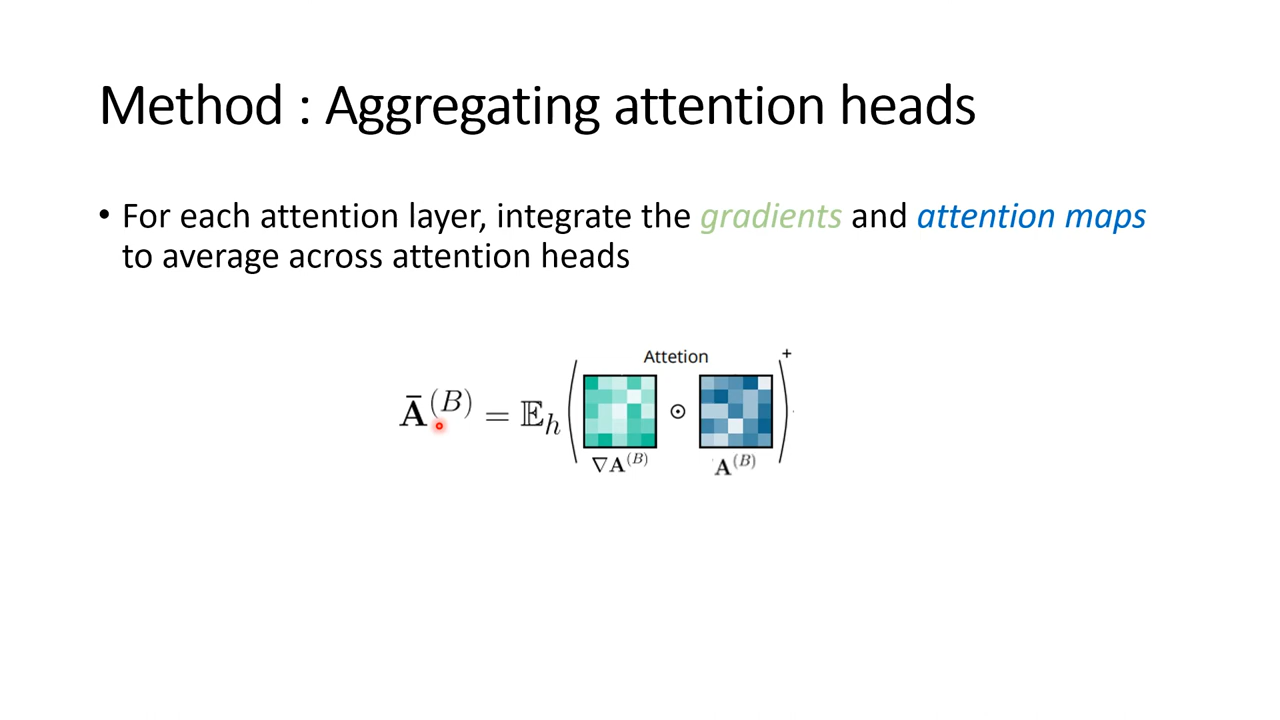 Method : Aggregating attention heads
• For each attention layer, integrate the gradients and attention maps
to average across attention heads
Attetion
Ā^(B) = 𝔼_h ( ∇A^(B) ⊙ A^(B) )^+